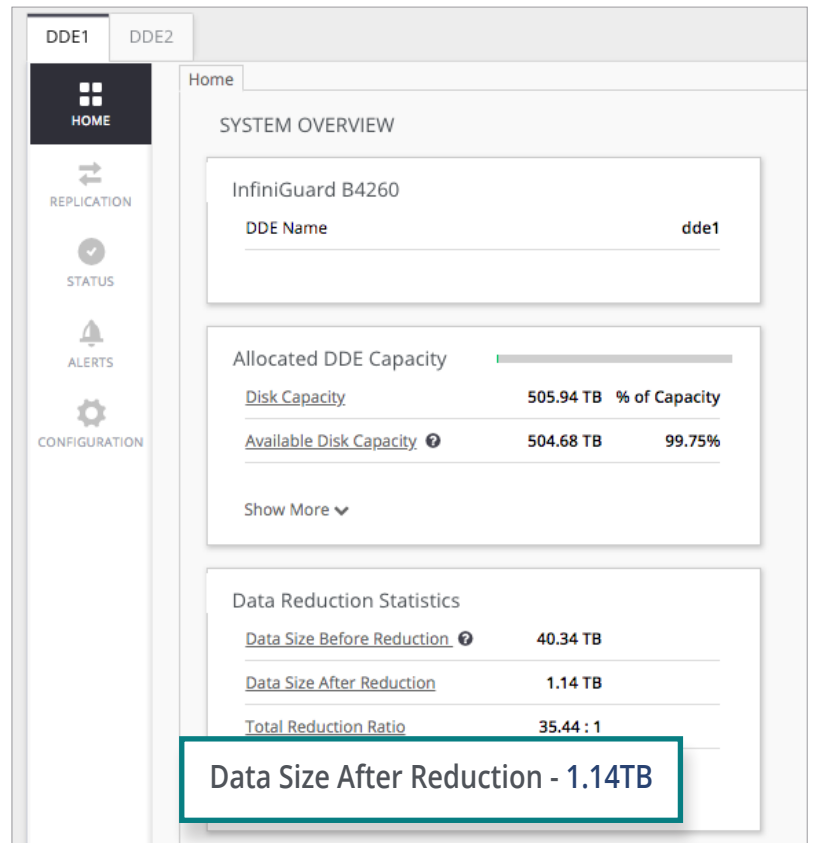 DDE1 DDE2
Home
HOME
REPLICATION
STATUS
ALERTS
CONFIGURATION
SYSTEM OVERVIEW
InfiniGuard B4260
DDE Name dde1
Allocated DDE Capacity
Disk Capacity 505.94 TB % of Capacity
Available Disk Capacity ? 504.68 TB 99.75%
Show More
Data Reduction Statistics
Data Size Before Reduction ? 40.34 TB
Data Size After Reduction 1.14 TB
Total Reduction Ratio 35.44 : 1
Data Size After Reduction - 1.14TB